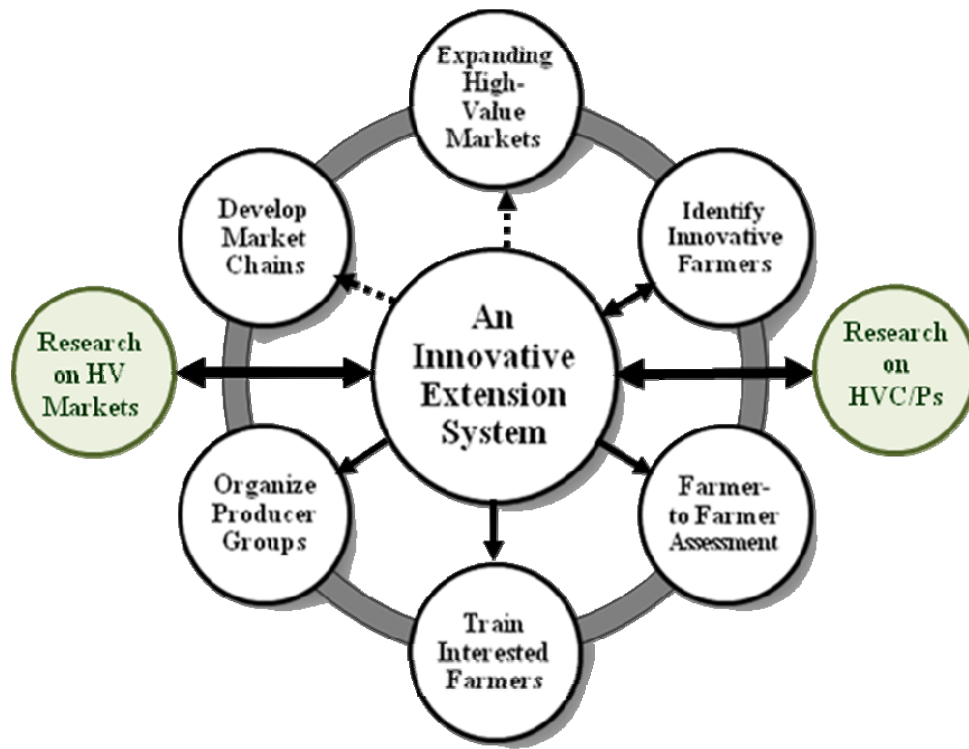 Expanding
High-
Value
Markets
Develop
Market
Chains
Identify
Innovative
Farmers
An
Innovative
Extension
System
Research
on HV
Markets
Research
on
HVC/Ps
Organize
Producer
Groups
Farmer-
to Farmer
Assessment
Train
Interested
Farmers